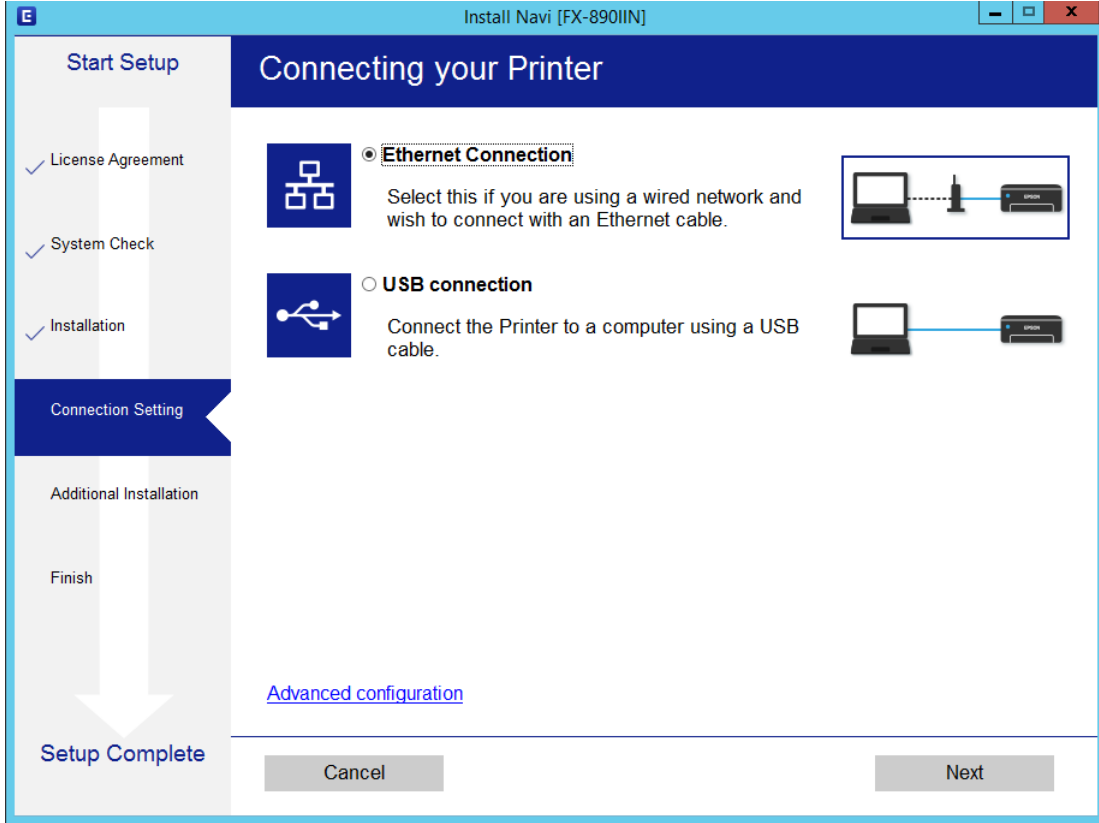 Install Navi [FX-890IIN]
Start Setup
Connecting your Printer
License Agreement
System Check
Installation
Connection Setting
Additional Installation
Finish
Setup Complete
Ethernet Connection
Select this if you are using a wired network and
wish to connect with an Ethernet cable.
EPSON
USB connection
Connect the Printer to a computer using a USB
cable.
EPSON
Advanced configuration
Cancel
Next